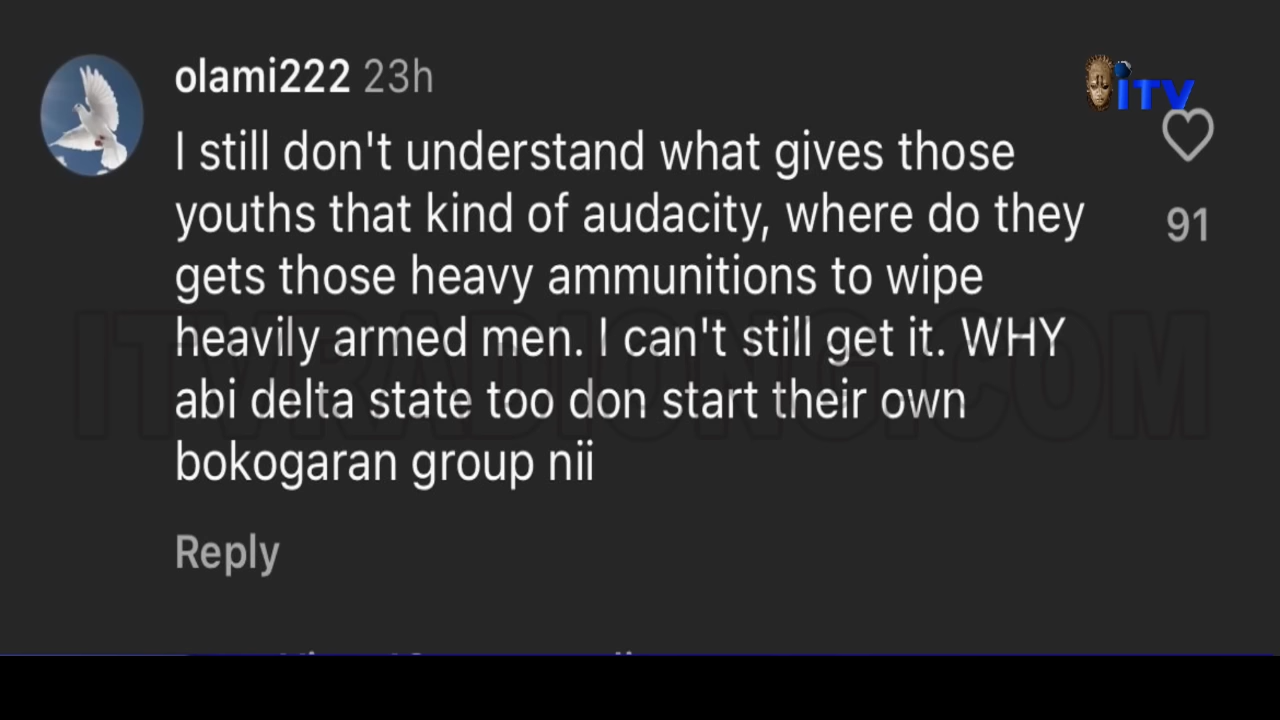 olami222 23h
iTV
I still don't understand what gives those
youths that kind of audacity, where do they
91
gets those heavy ammunitions to wipe
heavily armed men. I can't still get it. WHY
ITVRADIONG.COM
abi delta state too don start their own
bokogaran group nii
Reply